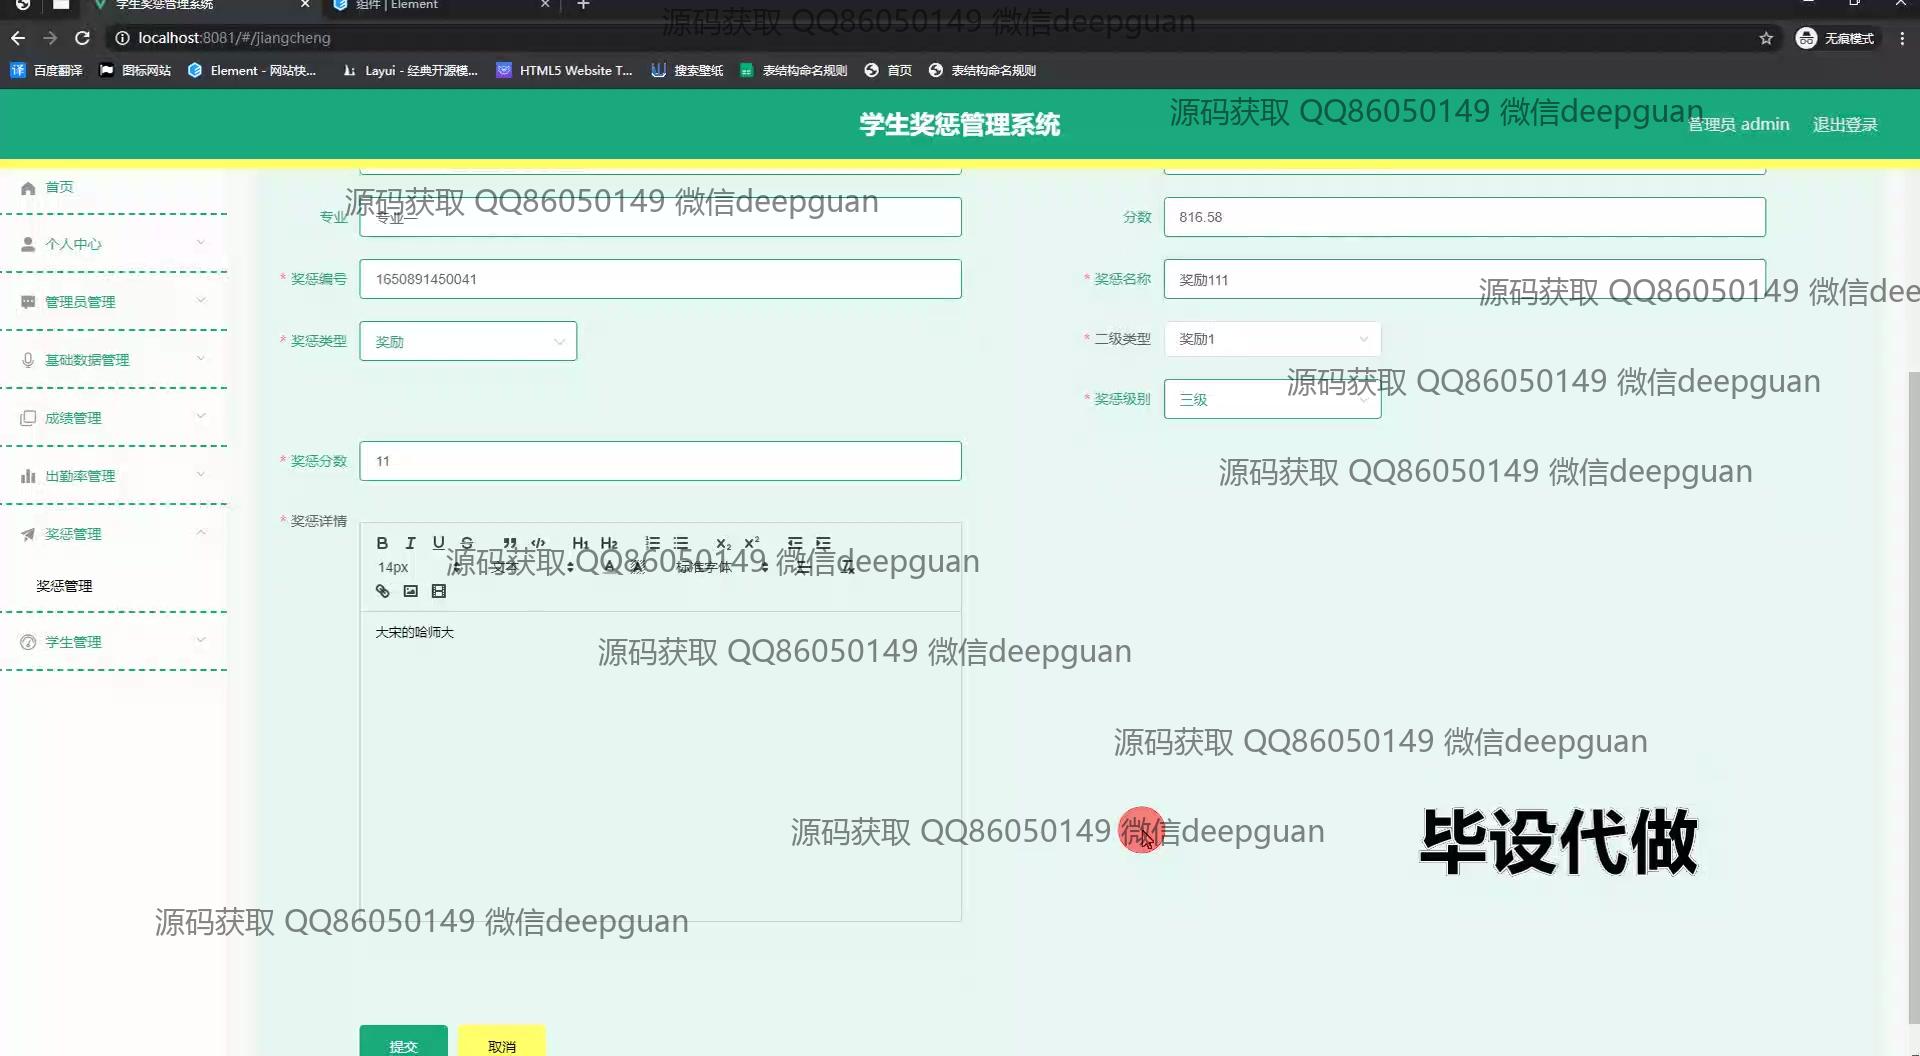 学生奖惩管理系统
组件 | Element
源码获取 QQ86050149 微信deepguan
localhost:8081/#/jiangcheng
无痕模式
百度翻译
图标网站
Element - 网站快...
Layui - 经典开源模...
HTML5 Website T...
搜索壁纸
表结构命名规则
首页
表结构命名规则
学生奖惩管理系统
源码获取 QQ86050149 微信deepguan
管理员 admin
退出登录
首页
个人中心
管理员管理
基础数据管理
成绩管理
出勤率管理
奖惩管理
奖惩管理
学生管理
源码获取 QQ86050149 微信deepguan
专业
专业一
分数
816.58
* 奖惩编号
1650891450041
* 奖惩名称
奖励111
源码获取 QQ86050149 微信dee
* 奖惩类型
奖励
* 二级类型
奖励1
源码获取 QQ86050149 微信deepguan
* 奖惩级别
三级
* 奖惩分数
11
源码获取 QQ86050149 微信deepguan
* 奖惩详情
B I U S H1 H2 X2 X2
源码获取 QQ86050149 微信deepguan
14px 文本 A 标准字体
大宋的哈师大
源码获取 QQ86050149 微信deepguan
源码获取 QQ86050149 微信deepguan
源码获取 QQ86050149 微信deepguan
毕设代做
源码获取 QQ86050149 微信deepguan
提交
取消